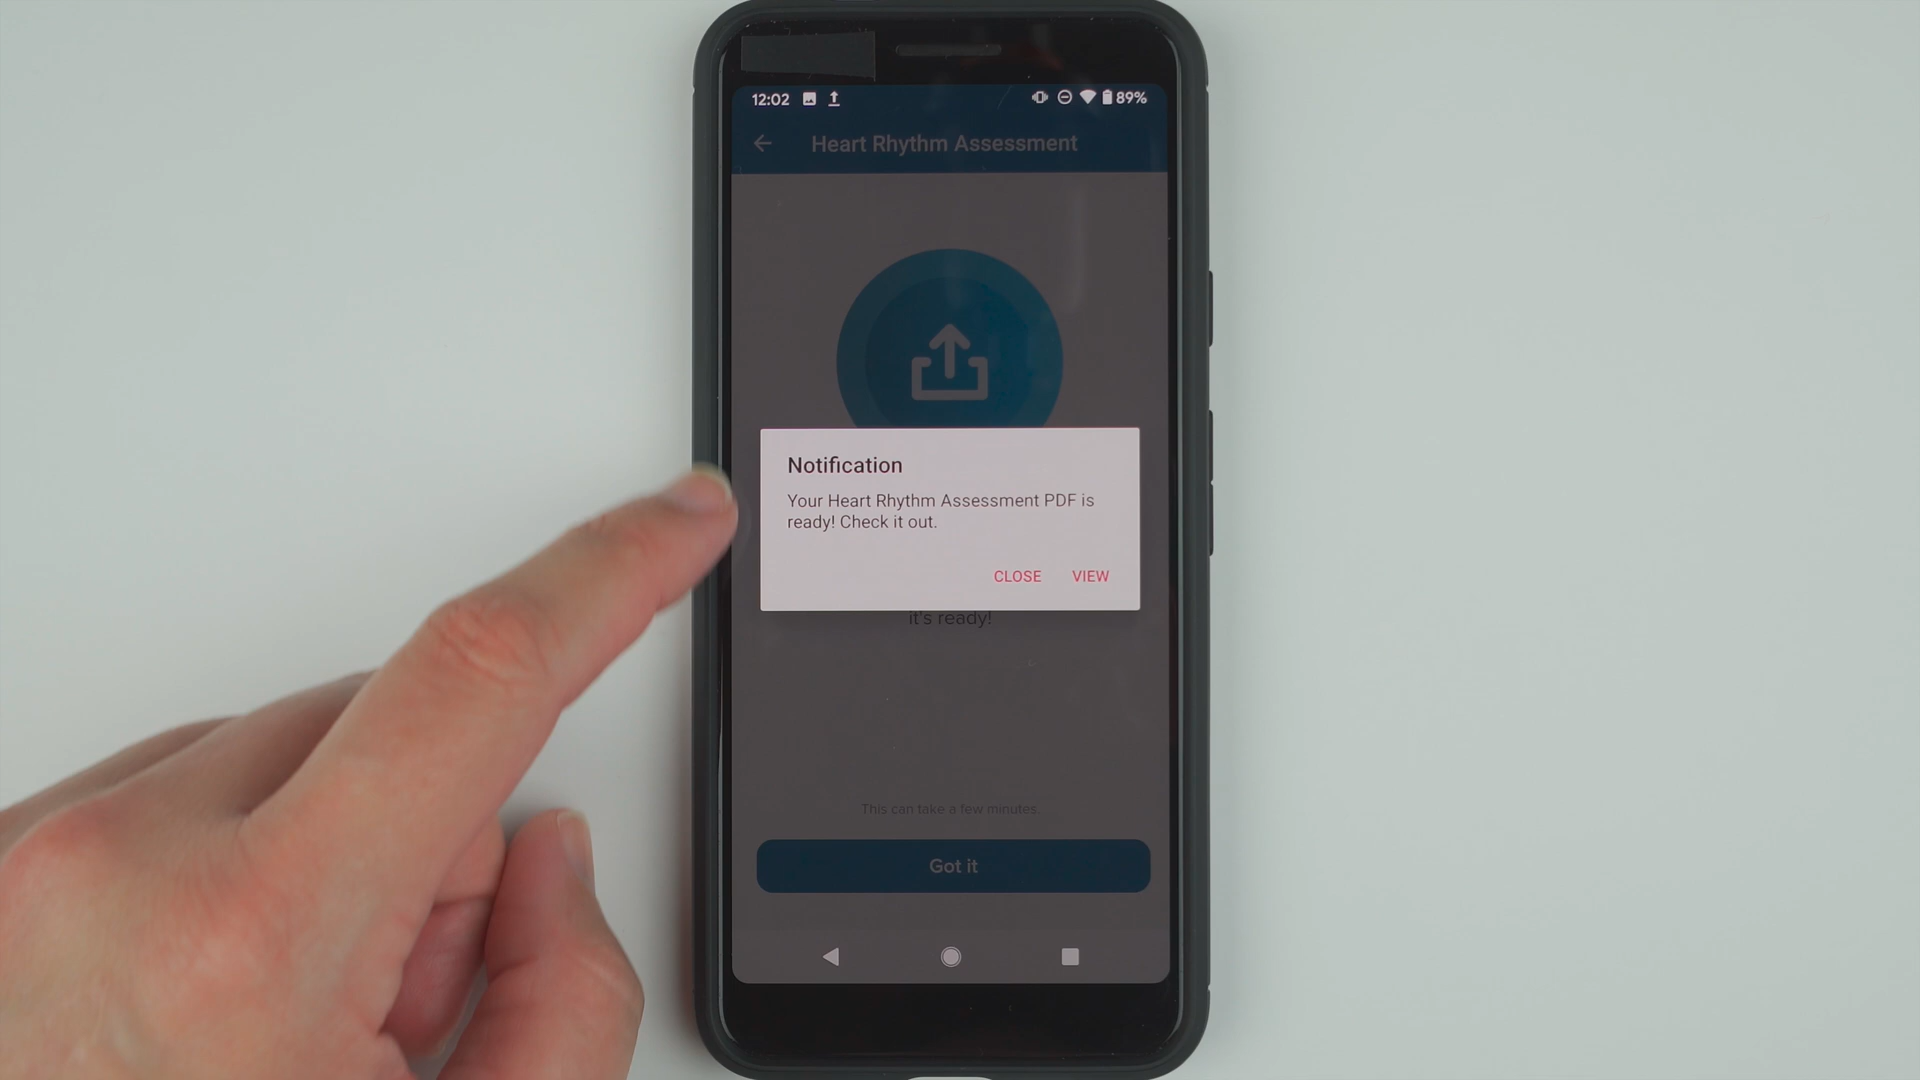 12:02
89%
Heart Rhythm Assessment
Notification
Your Heart Rhythm Assessment PDF is
ready! Check it out.
CLOSE VIEW
it's ready!
This can take a few minutes.
Got it